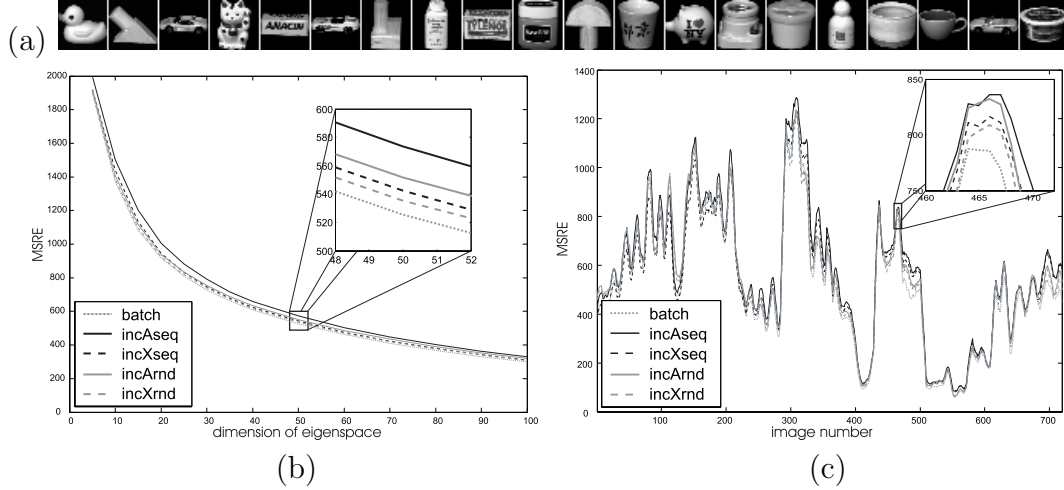 (a)
ANACIN
TYLENOL
I ♥
NY
2000
1800
1600
1400
1200
1000
800
600
400
200
0
MSRE
0 10 20 30 40 50 60 70 80 90 100
dimension of eigenspace
600
580
560
540
520
500
48 49 50 51 52
batch
incAseq
incXseq
incArnd
incXrnd
(b)
1400
1200
1000
800
600
400
200
0
MSRE
100 200 300 400 500 600 700
image number
850
800
750
460 465 470
batch
incAseq
incXseq
incArnd
incXrnd
(c)